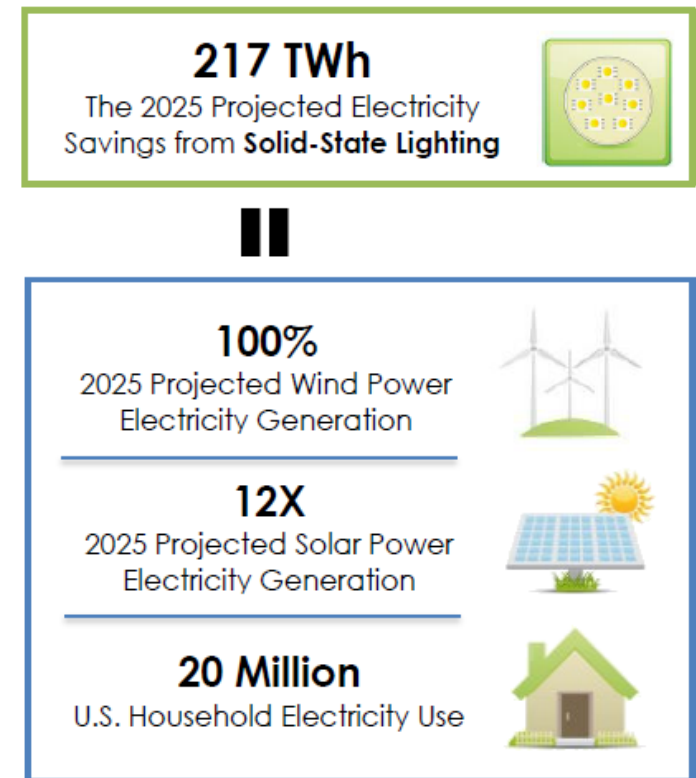 217 TWh
The 2025 Projected Electricity
Savings from Solid-State Lighting
100%
2025 Projected Wind Power
Electricity Generation
12X
2025 Projected Solar Power
Electricity Generation
20 Million
U.S. Household Electricity Use